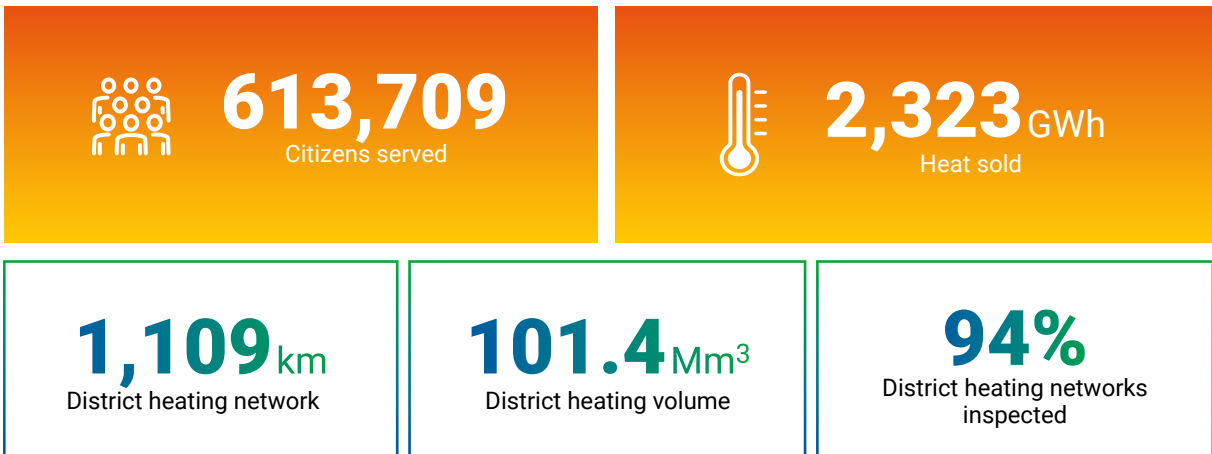 613,709
Citizens served
2,323 GWh
Heat sold
1,109 km
District heating network
101.4 Mm³
District heating volume
94%
District heating networks
inspected